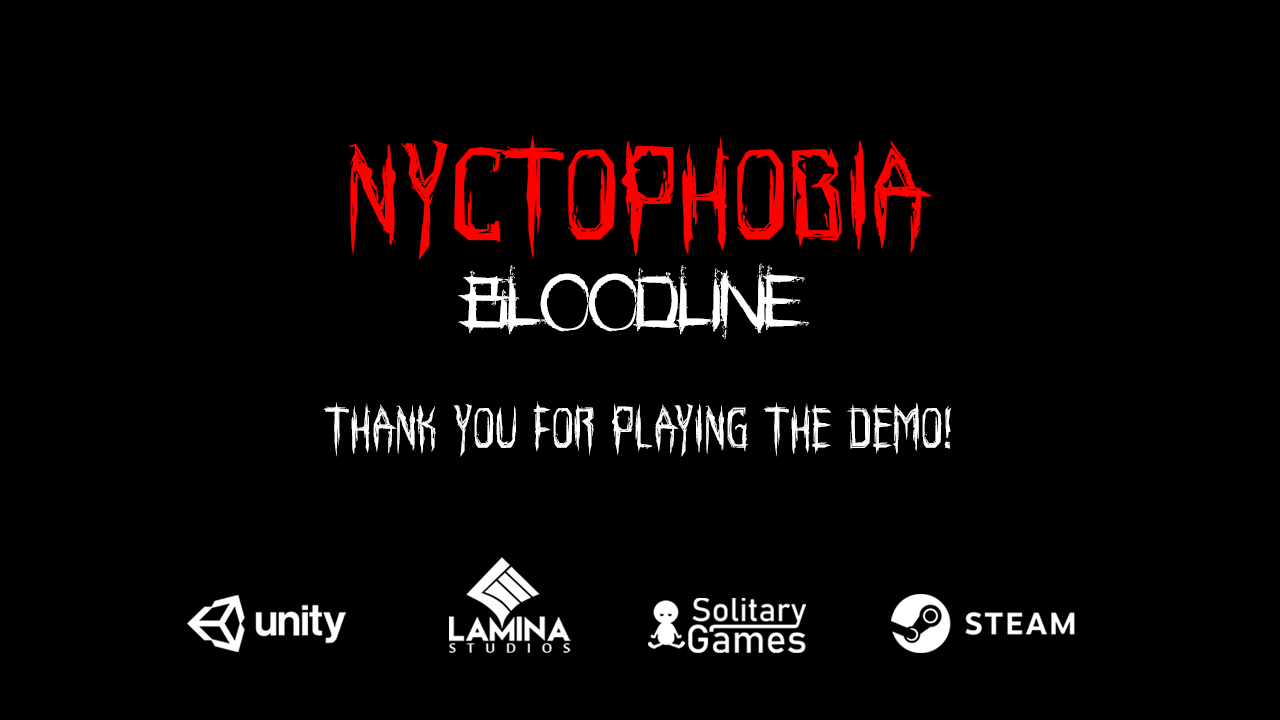 NYCTOPHOBIA
BLOODLINE
THANK YOU FOR PLAYING THE DEMO!
unity
LAMINA
STUDIOS
Solitary
Games
STEAM